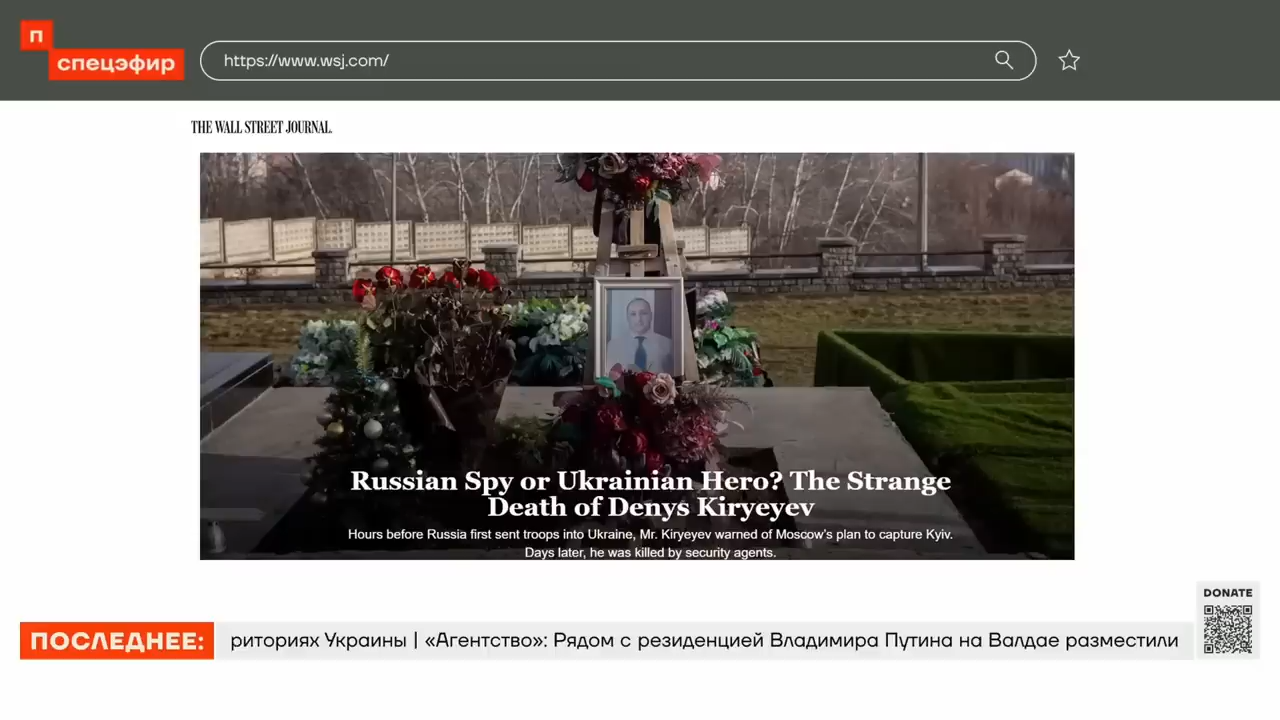 П
спецэфир
https://www.wsj.com/
THE WALL STREET JOURNAL.
Russian Spy or Ukrainian Hero? The Strange
Death of Denys Kiryeyev
Hours before Russia first sent troops into Ukraine, Mr. Kiryeyev warned of Moscow's plan to capture Kyiv.
Days later, he was killed by security agents.
DONATE
ПОСЛЕДНЕЕ:
риториях Украины | «Агентство»: Рядом с резиденцией Владимира Путина на Валдае разместили